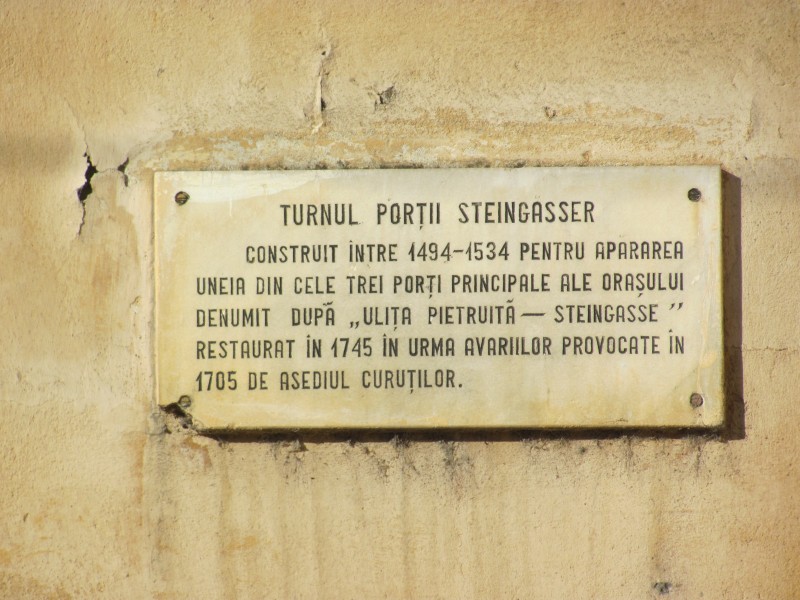 TURNUL PORȚII STEINGASSER
CONSTRUIT ÎNTRE 1494-1534 PENTRU APARAREA
UNEIA DIN CELE TREI PORȚI PRINCIPALE ALE ORAȘULUI
DENUMIT DUPĂ „ULIȚA PIETRUITĂ — STEINGASSE”
RESTAURAT ÎN 1745 ÎN URMA AVARIILOR PROVOCATE ÎN
1705 DE ASEDIUL CURUȚILOR.